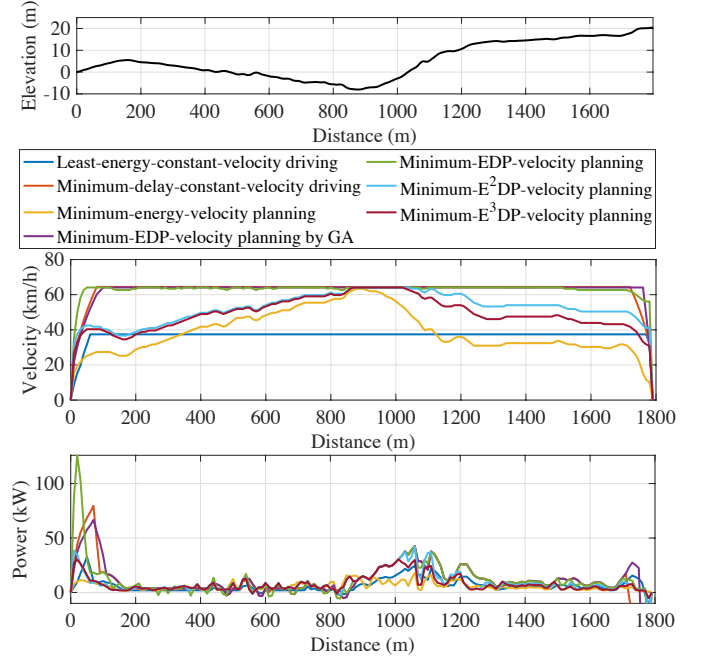 Elevation (m)
20
10
0
-10
0 200 400 600 800 1000 1200 1400 1600
Distance (m)
Least-energy-constant-velocity driving
Minimum-delay-constant-velocity driving
Minimum-energy-velocity planning
Minimum-EDP-velocity planning by GA
Minimum-EDP-velocity planning
Minimum-E²DP-velocity planning
Minimum-E³DP-velocity planning
Velocity (km/h)
80
60
40
20
0
0 200 400 600 800 1000 1200 1400 1600 1800
Distance (m)
Power (kW)
100
50
0
0 200 400 600 800 1000 1200 1400 1600 1800
Distance (m)